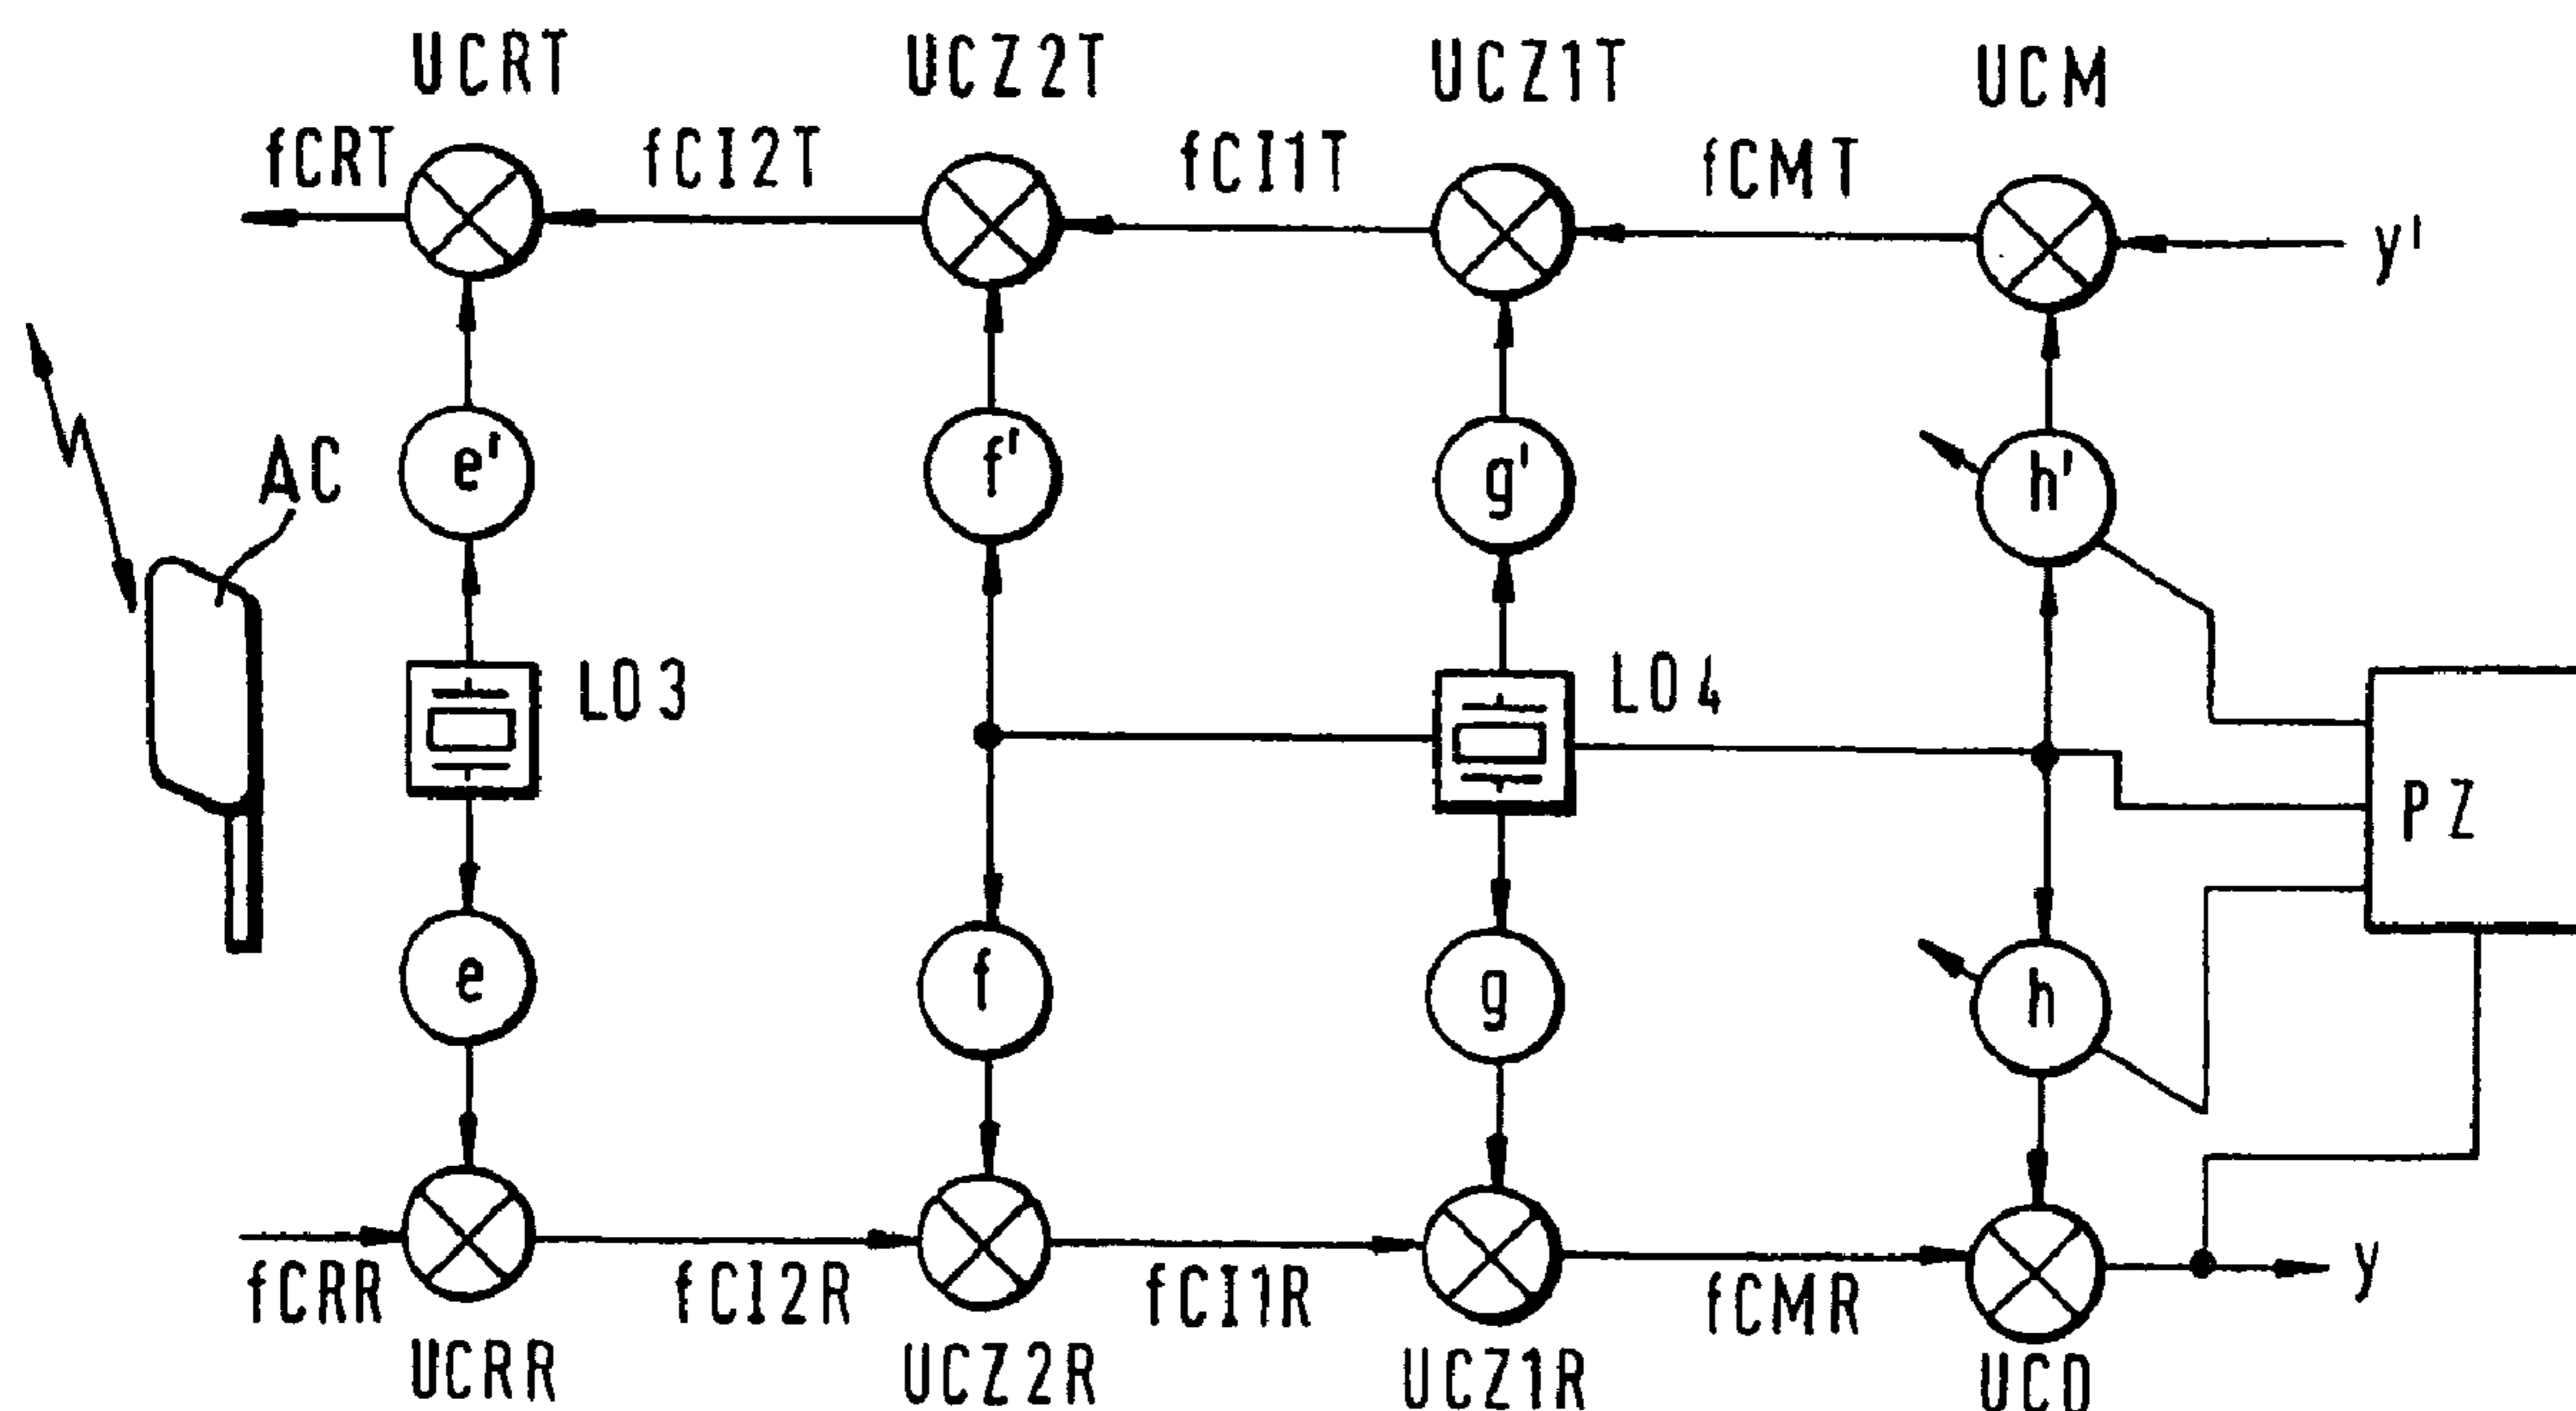 UCRT UCZ2T UCZ1T UCM
fCRT fCI2T fCI1T fCMT
y'
AC e' f' g' h'
LO3 LO4
PZ
e f g h
y
fCRR fCI2R fCI1R fCMR
UCRR UCZ2R UCZ1R UCD